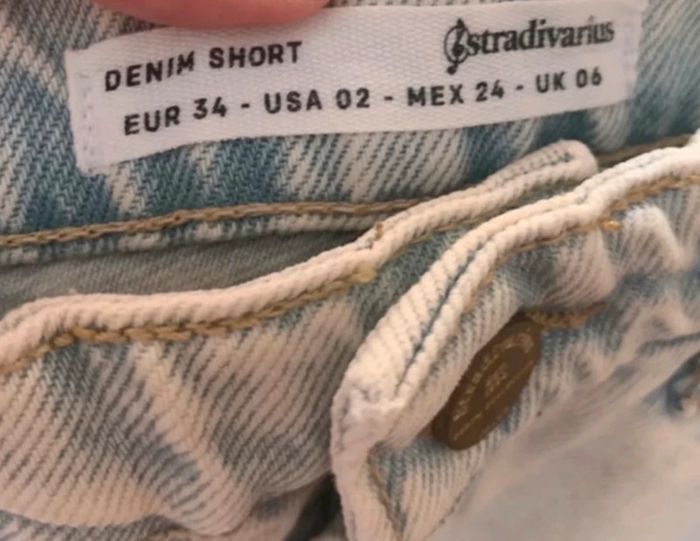 DENIM SHORT stradivarius
EUR 34 - USA 02 - MEX 24 - UK 06